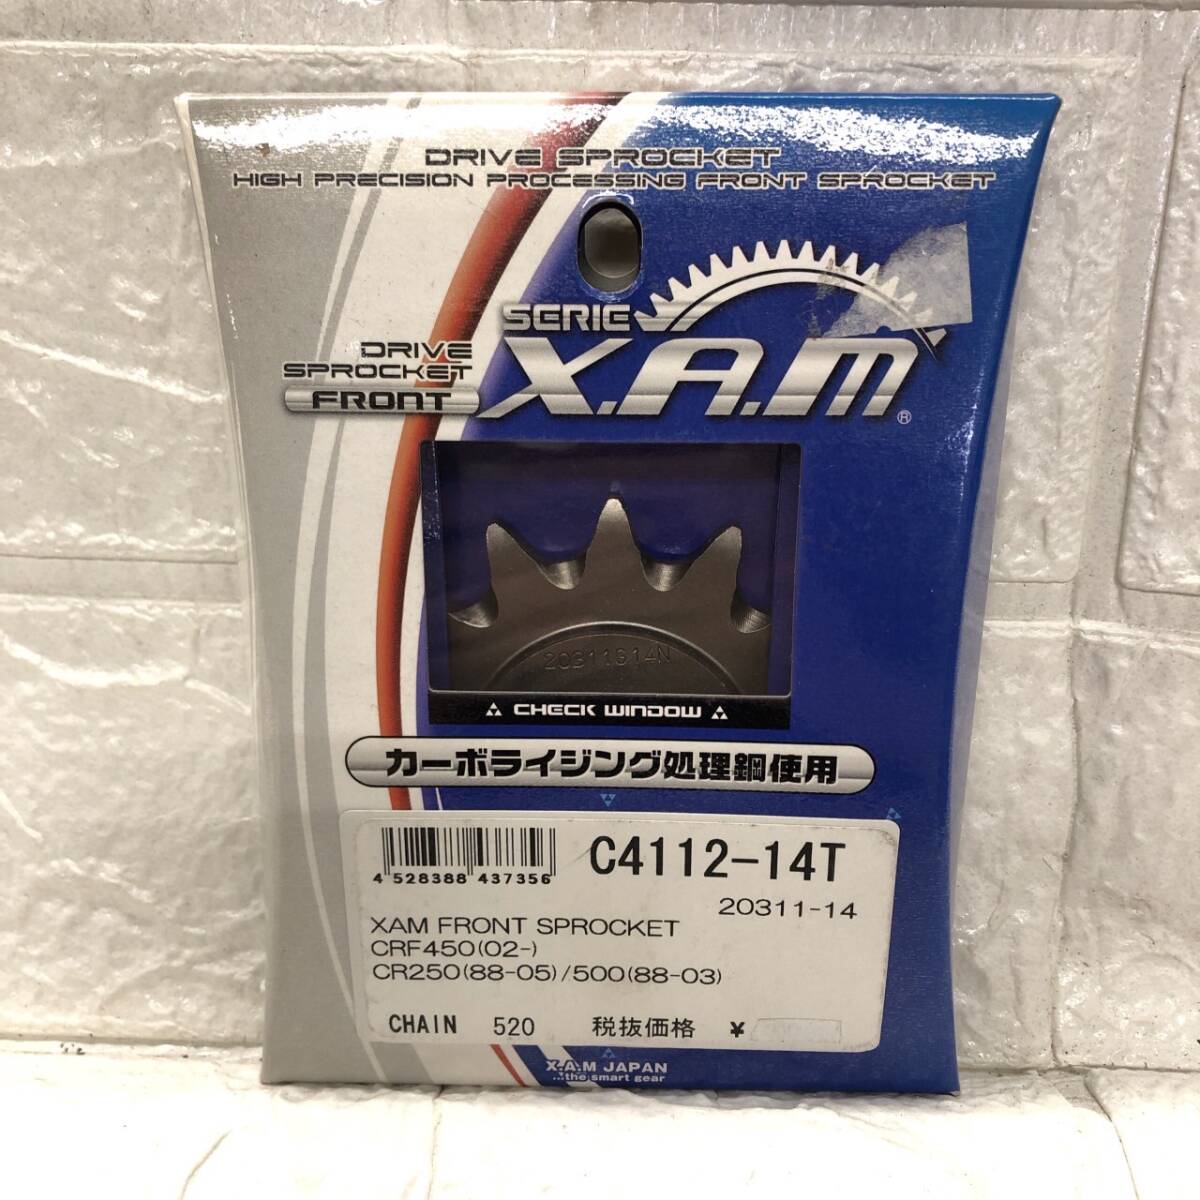 DRIVE SPROCKET
HIGH PRECISION PROCESSING FRONT SPROCKET
SERIE
X.A.M®
DRIVE
SPROCKET
FRONT
20311G14N
CHECK WINDOW
カーボライジング処理鋼使用
4 528388 437356
C4112-14T
20311-14
XAM FRONT SPROCKET
CRF450(02-)
CR250(88-05)/500(88-03)
CHAIN 520 税抜価格 ¥
X.A.M JAPAN
...the smart gear